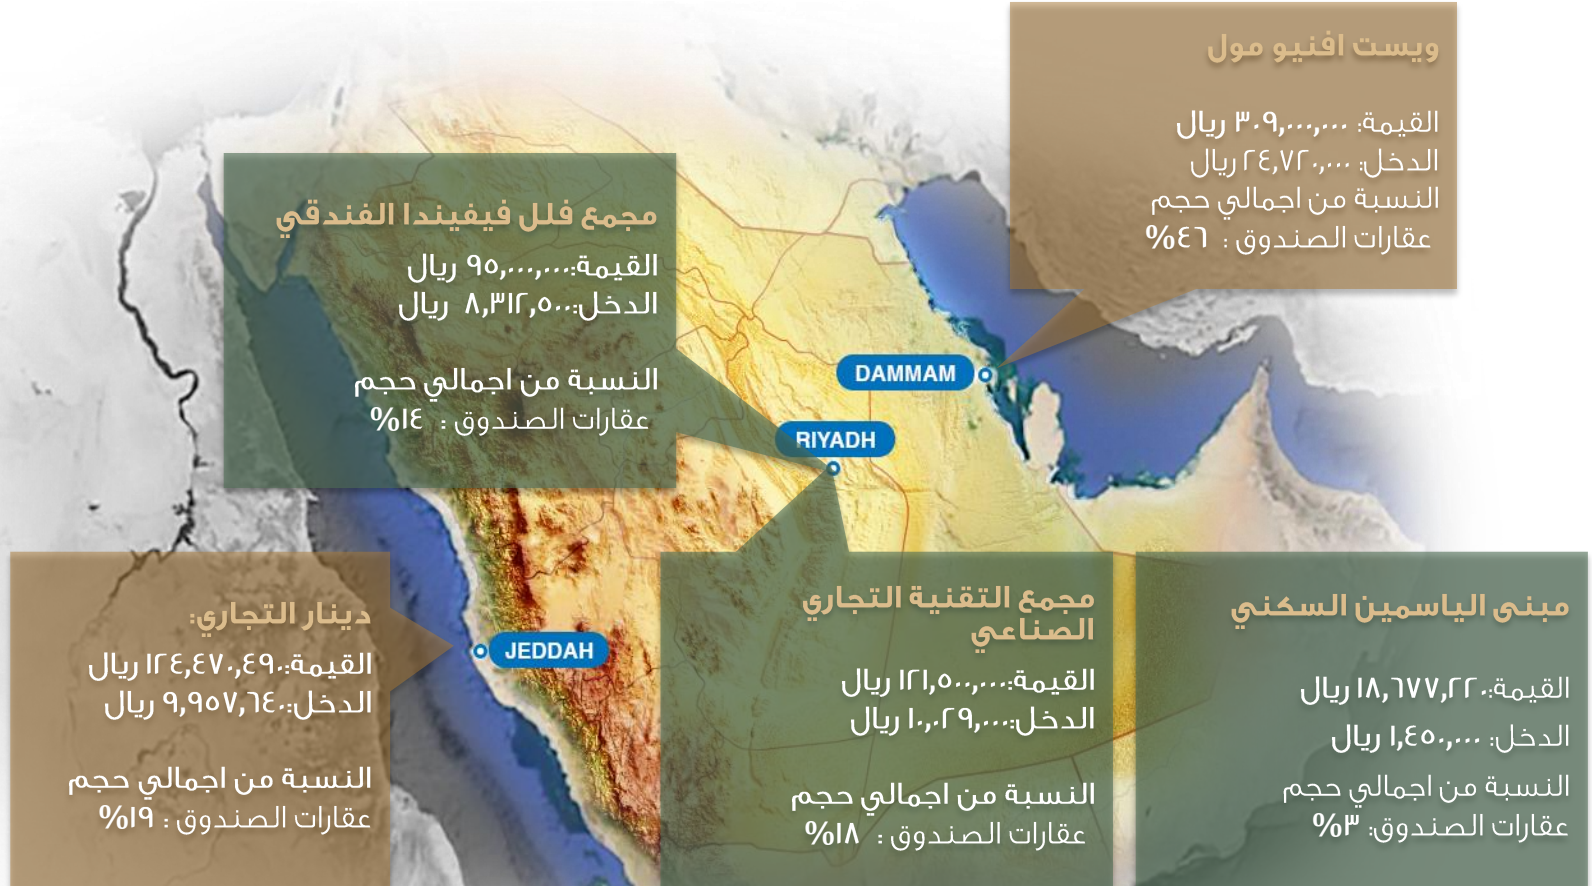 ويست افنيو مول
القيمة: ٣٠٩,٠٠٠,٠٠٠ ريال
الدخل: ٢٤,٧٢٠,٠٠٠ ريال
النسبة من اجمالي حجم
عقارات الصندوق : ٤٦%
مجمع فلل فيفيندا الفندقي
القيمة:٩٥,٠٠٠,٠٠٠ ريال
الدخل:٨,٣١٢,٥٠٠ ريال
النسبة من اجمالي حجم
عقارات الصندوق : ١٤%
DAMMAM
RIYADH
JEDDAH
مبنى الياسمين السكني
القيمة:١٨,٦٧٧,٢٢٠ ريال
الدخل: ١,٤٥٠,٠٠٠ ريال
النسبة من اجمالي حجم
عقارات الصندوق: ٣%
مجمع التقنية التجاري
الصناعي
القيمة:١٢١,٥٠٠,٠٠٠ ريال
الدخل:١٠,٠٢٩,٠٠٠ ريال
النسبة من اجمالي حجم
عقارات الصندوق : ١٨%
دينار التجاري:
القيمة:١٢٤,٤٧٠,٤٩٠ ريال
الدخل:٩,٩٥٧,٦٤٠ ريال
النسبة من اجمالي حجم
عقارات الصندوق : ١٩%